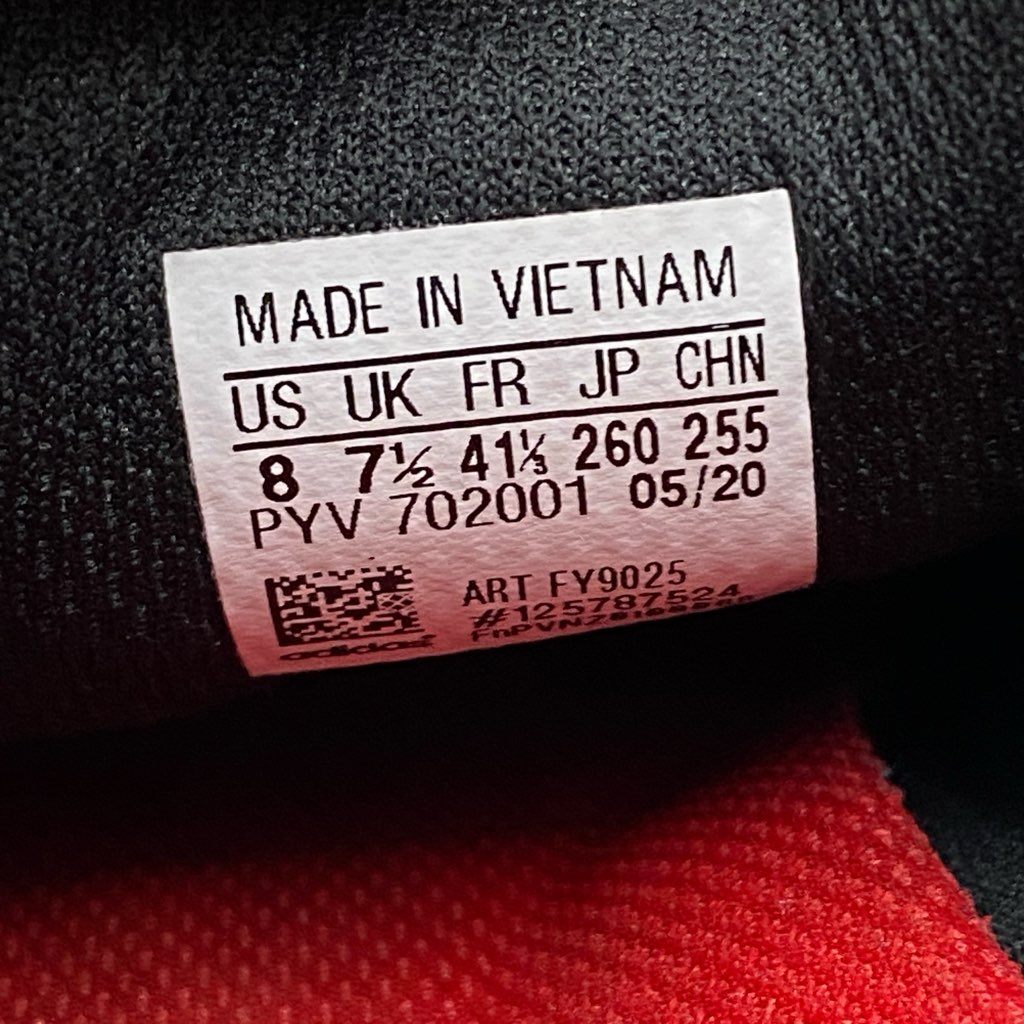 MADE IN VIETNAM
US UK FR JP CHN
8 7½ 41⅓ 260 255
PYV 702001 05/20
ART FY9025
#125787524
adidas